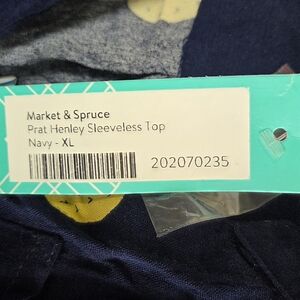 Market & Spruce
Prat Henley Sleeveless Top
Navy - XL
202070235